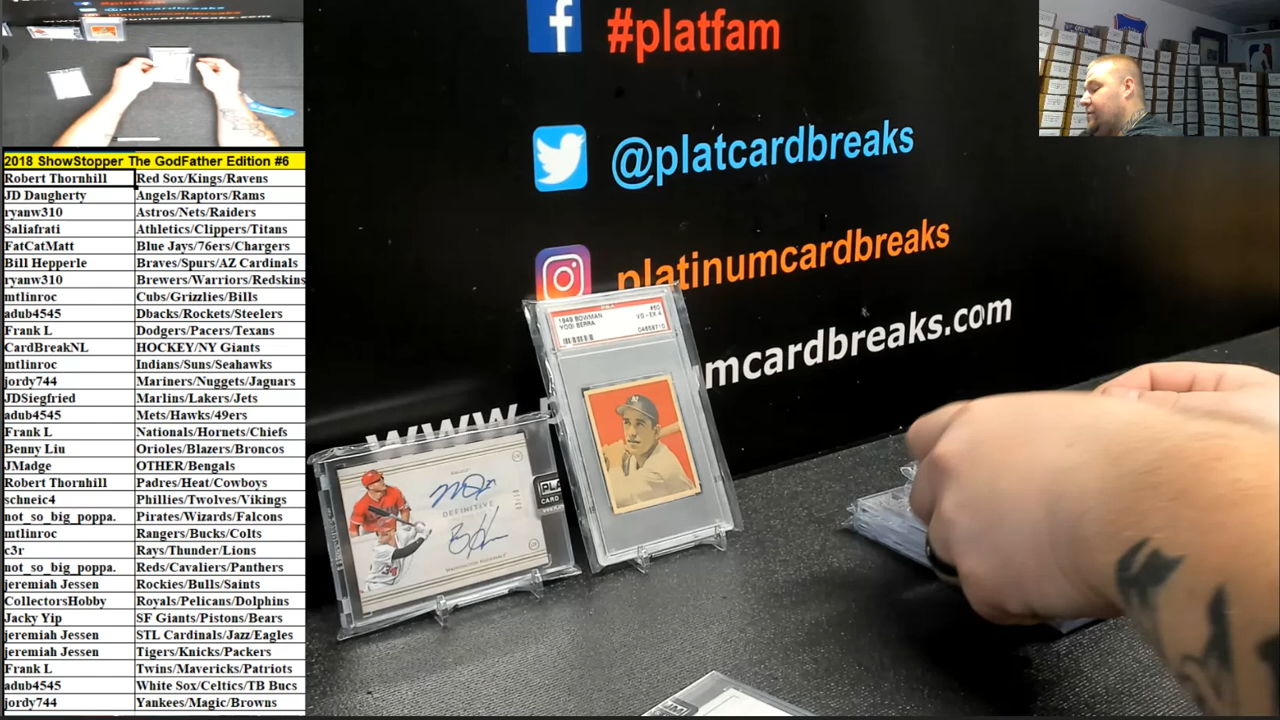 2018 ShowStopper The GodFather Edition #6
Robert Thornhill Red Sox/Kings/Ravens
JD Daugherty Angels/Raptors/Rams
ryanw310 Astros/Nets/Raiders
Saliafrati Athletics/Clippers/Titans
FatCatMatt Blue Jays/76ers/Chargers
Bill Hepperle Braves/Spurs/AZ Cardinals
ryanw310 Brewers/Warriors/Redskins
mtlinroc Cubs/Grizzlies/Bills
adub4545 Dbacks/Rockets/Steelers
Frank L Dodgers/Pacers/Texans
CardBreakNL HOCKEY/NY Giants
mtlinroc Indians/Suns/Seahawks
jordy744 Mariners/Nuggets/Jaguars
JDSiegfried Marlins/Lakers/Jets
adub4545 Mets/Hawks/49ers
Frank L Nationals/Hornets/Chiefs
Benny Liu Orioles/Blazers/Broncos
JMadge OTHER/Bengals
Robert Thornhill Padres/Heat/Cowboys
schneic4 Phillies/Twolves/Vikings
not_so_big_poppa. Pirates/Wizards/Falcons
mtlinroc Rangers/Bucks/Colts
c3r Rays/Thunder/Lions
not_so_big_poppa. Reds/Cavaliers/Panthers
jeremiah Jessen Rockies/Bulls/Saints
CollectorsHobby Royals/Pelicans/Dolphins
Jacky Yip SF Giants/Pistons/Bears
jeremiah Jessen STL Cardinals/Jazz/Eagles
jeremiah Jessen Tigers/Knicks/Packers
Frank L Twins/Mavericks/Patriots
adub4545 White Sox/Celtics/TB Bucs
jordy744 Yankees/Magic/Browns
#platfam
@platcardbreaks
platinumcardbreaks
www. umcardbreaks.com
1949 BOWMAN #60
YOGI BERRA VG-EX 4
04658710
DEFINITIVE